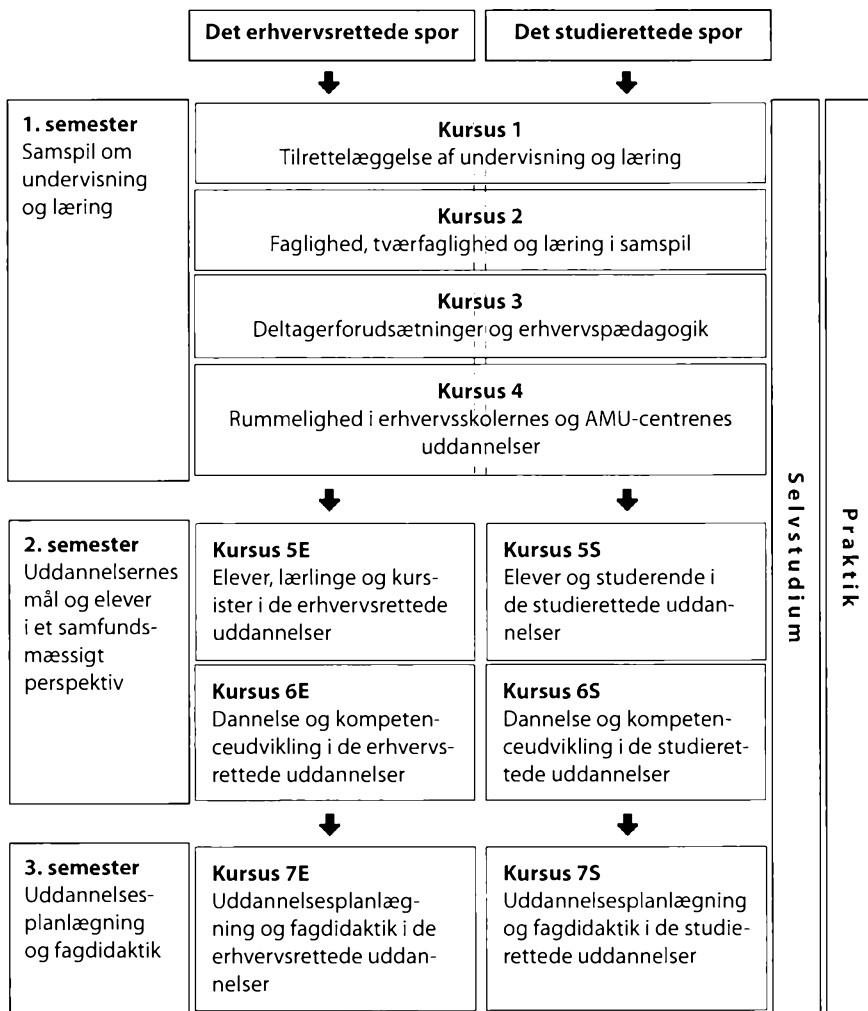 Det erhvervsrettede spor
Det studierettede spor
1. semester
Samspil om
undervisning
og læring
Kursus 1
Tilrettelæggelse af undervisning og læring
Kursus 2
Faglighed, tværfaglighed og læring i samspil
Kursus 3
Deltagerforudsætninger og erhvervspædagogik
Kursus 4
Rummelighed i erhvervsskolernes og AMU-centrenes
uddannelser
2. semester
Uddannelsernes
mål og elever
i et samfunds-
mæssigt
perspektiv
Kursus 5E
Elever, lærlinge og kurs-
ister i de erhvervsrettede
uddannelser
Kursus 5S
Elever og studerende i
de studierettede uddan-
nelser
Kursus 6E
Dannelse og kompeten-
ceudvikling i de erhvervs-
rettede uddannelser
Kursus 6S
Dannelse og kompeten-
ceudvikling i de studieret-
tede uddannelser
3. semester
Uddannelses-
planlægning
og fagdidaktik
Kursus 7E
Uddannelsesplanlæg-
ning og fagdidaktik i de
erhvervsrettede uddan-
nelser
Kursus 7S
Uddannelsesplanlægning
og fagdidaktik i de studie-
rettede uddannelser
Selvstudium
Praktik